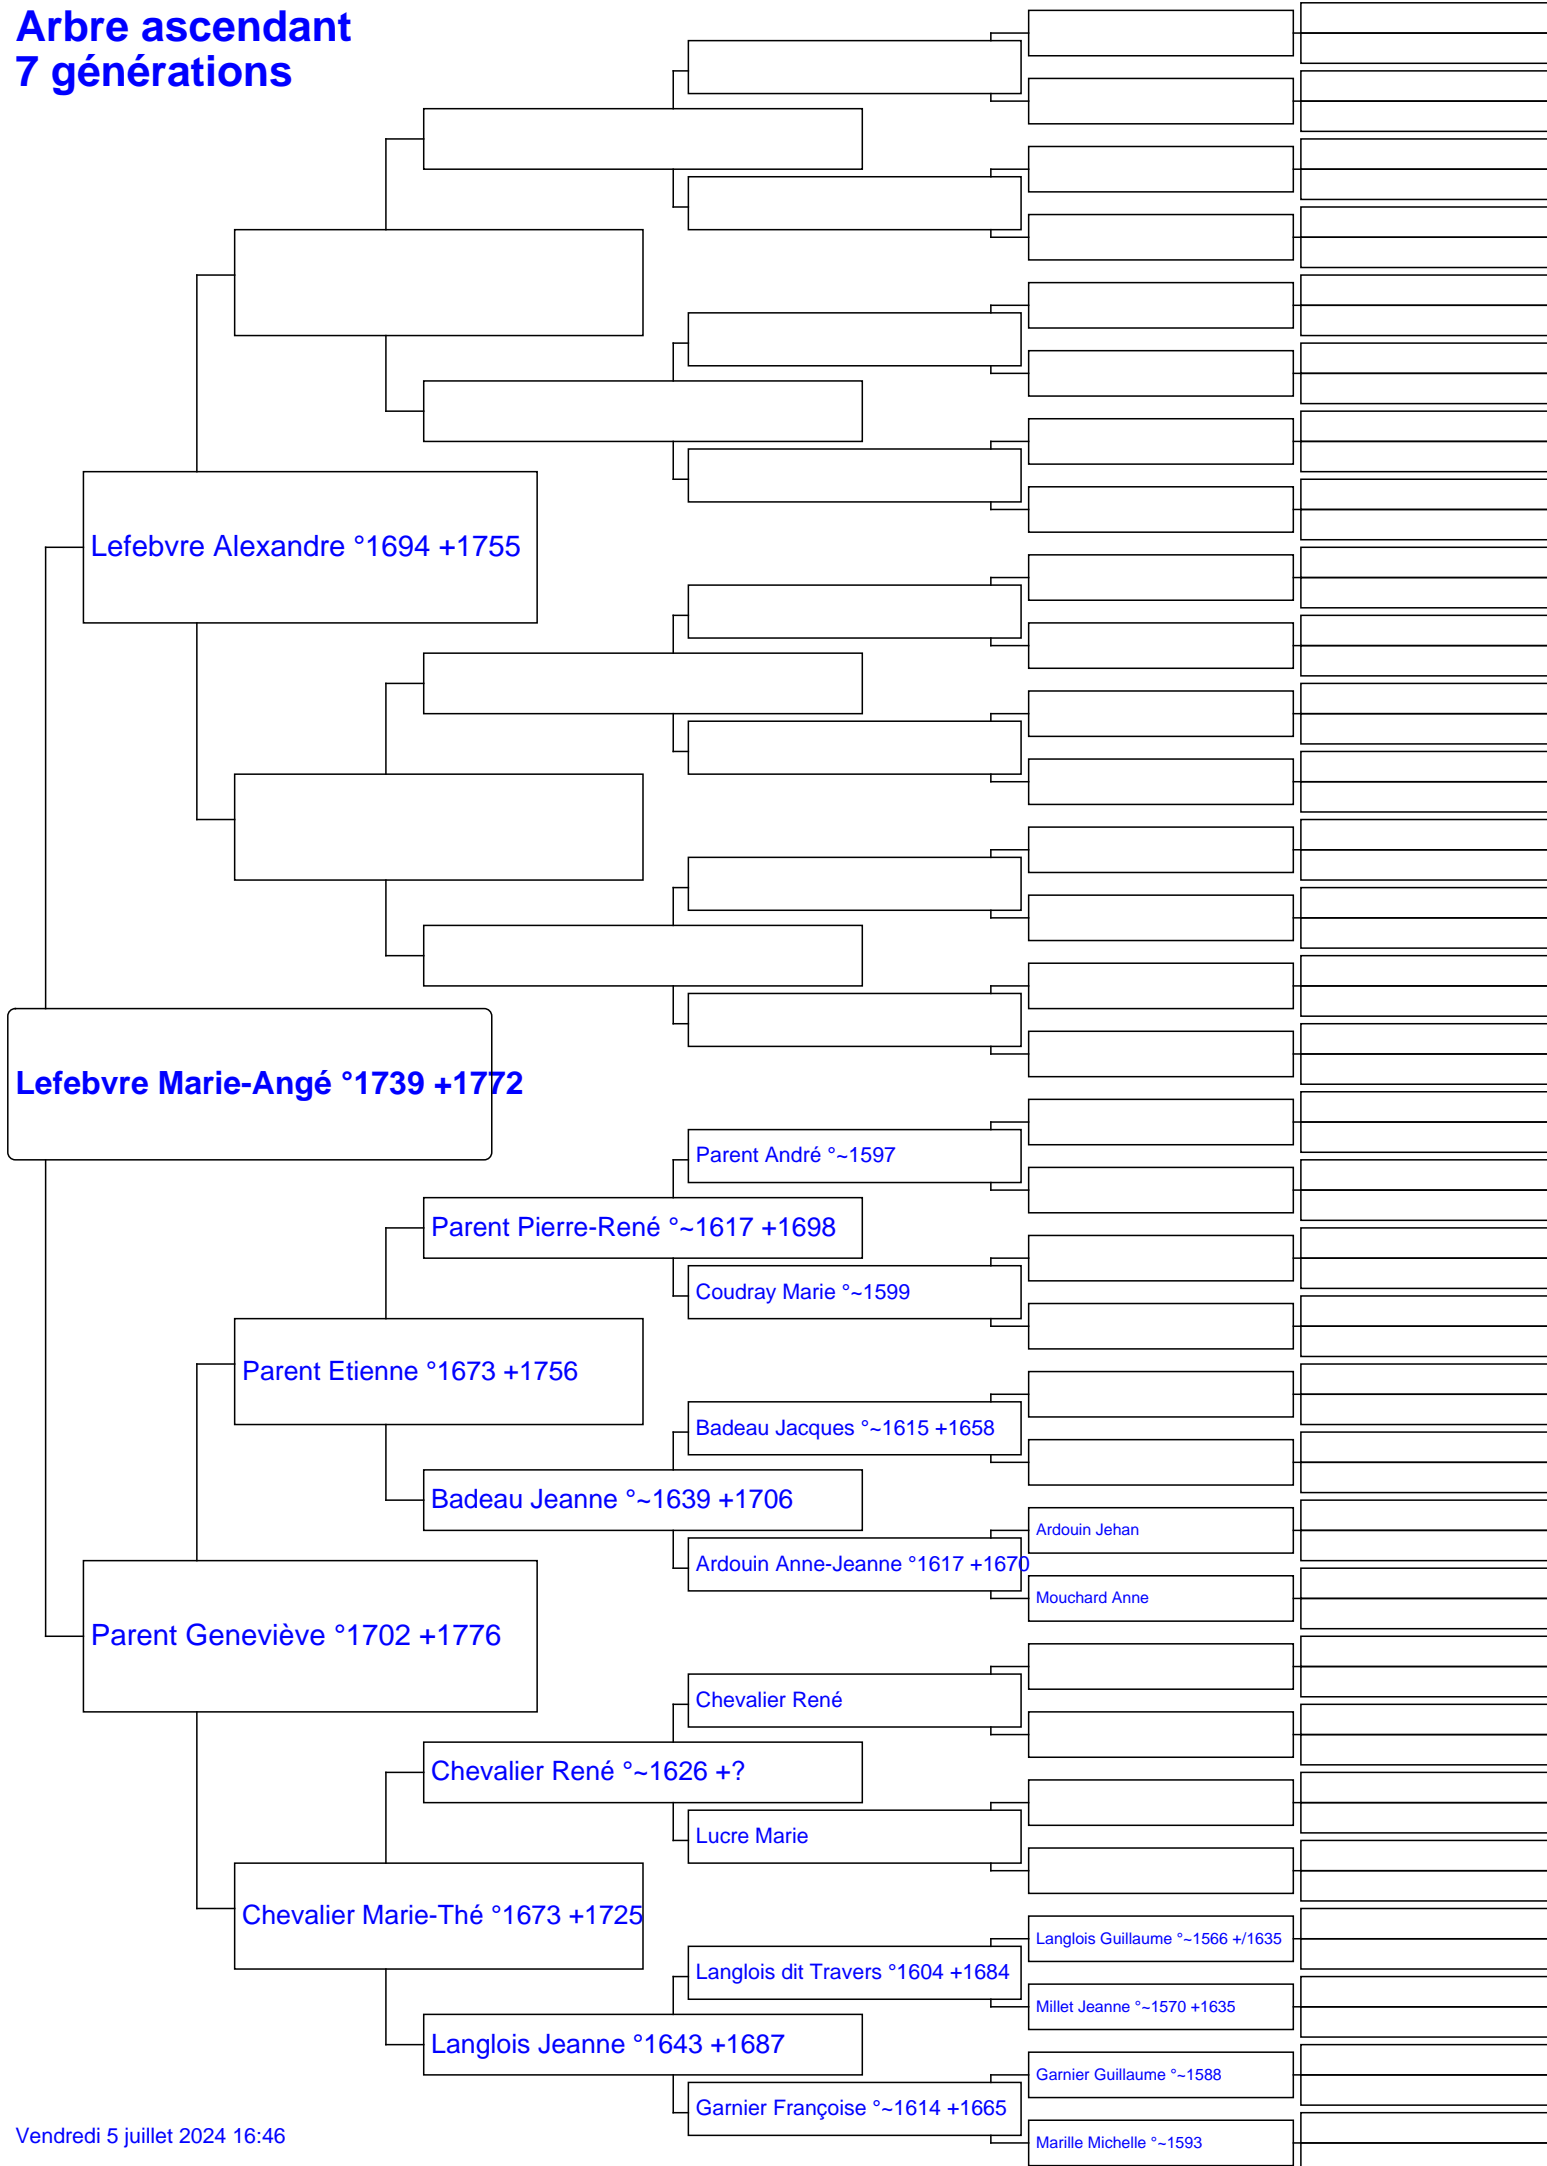 Arbre ascendant
7 générations
Lefebvre Alexandre °1694 +1755
Lefebvre Marie-Angé °1739 +1772
Parent André °~1597
Parent Pierre-René °~1617 +1698
Coudray Marie °~1599
Parent Etienne °1673 +1756
Badeau Jacques °~1615 +1658
Badeau Jeanne °~1639 +1706
Ardouin Jehan
Ardouin Anne-Jeanne °1617 +1670
Mouchard Anne
Parent Geneviève °1702 +1776
Chevalier René
Chevalier René °~1626 +?
Lucre Marie
Chevalier Marie-Thé °1673 +1725
Langlois Guillaume °~1566 +/1635
Langlois dit Travers °1604 +1684
Millet Jeanne °~1570 +1635
Langlois Jeanne °1643 +1687
Garnier Guillaume °~1588
Garnier Françoise °~1614 +1665
Marille Michelle °~1593
Vendredi 5 juillet 2024 16:46